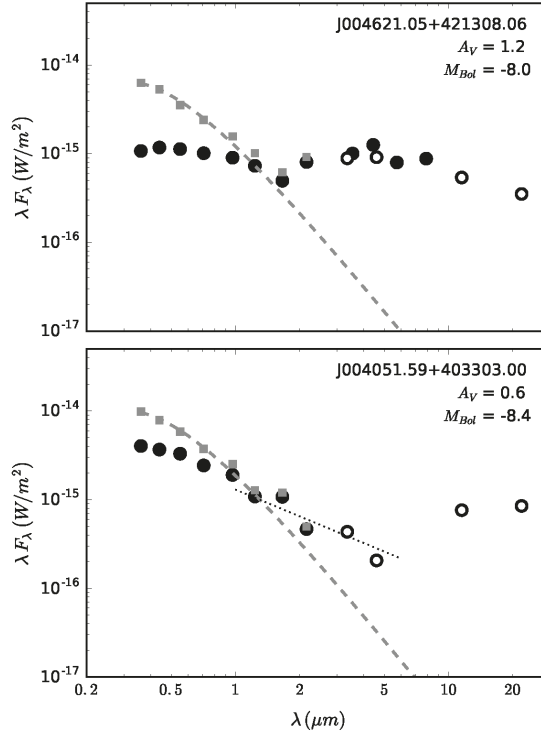 J004621.05+421308.06
A_V = 1.2
M_Bol = -8.0
10^-14
10^-15
10^-16
10^-17
λF_λ (W/m^2)
J004051.59+403303.00
A_V = 0.6
M_Bol = -8.4
10^-14
10^-15
10^-16
10^-17
λF_λ (W/m^2)
0.2 0.5 1 2 5 10 20
λ (μm)